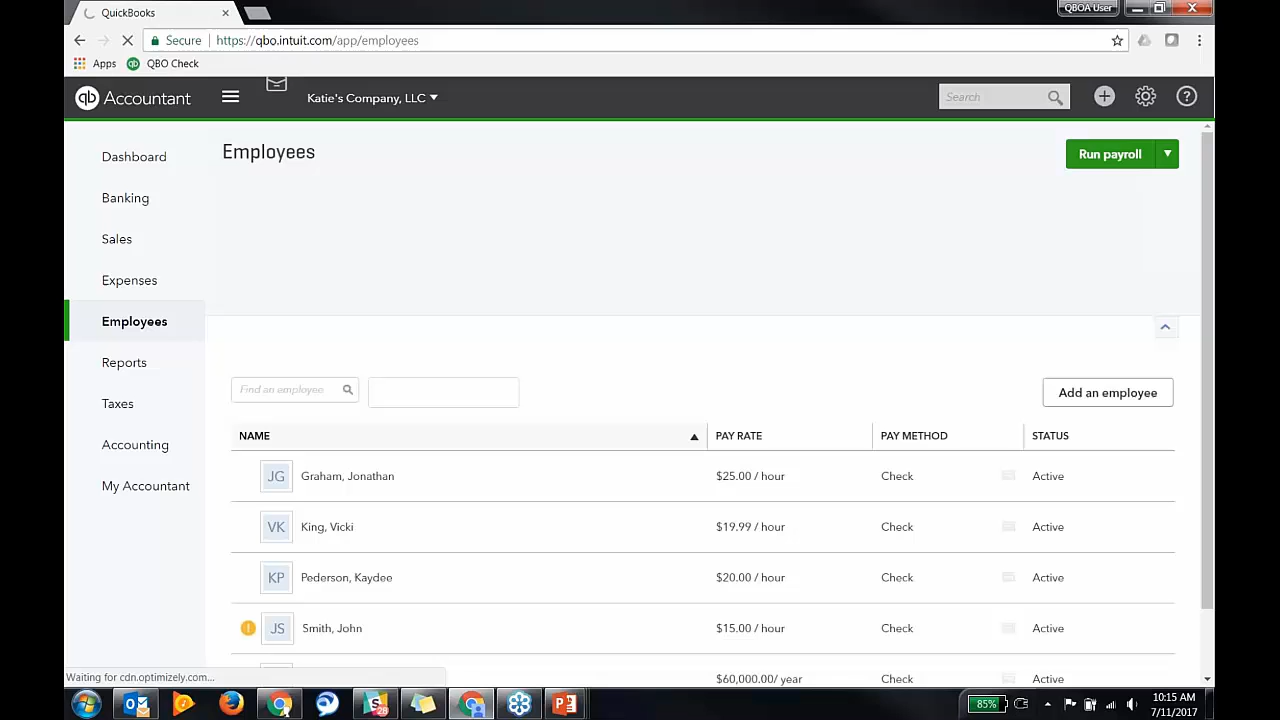 QuickBooks
QBOA User
Secure
https://qbo.intuit.com/app/employees
Apps
QBO Check
qb Accountant
Katie's Company, LLC
Search
Dashboard
Banking
Sales
Expenses
Employees
Reports
Taxes
Accounting
My Accountant
Employees
Run payroll
Find an employee
Add an employee
NAME PAY RATE PAY METHOD STATUS
JG Graham, Jonathan $25.00 / hour Check Active
VK King, Vicki $19.99 / hour Check Active
KP Pederson, Kaydee $20.00 / hour Check Active
! JS Smith, John $15.00 / hour Check Active
$60,000.00/ year Check Active
Waiting for cdn.optimizely.com...
28
85%
10:15 AM
7/11/2017